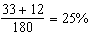 (33 + 12)/180 = 25%